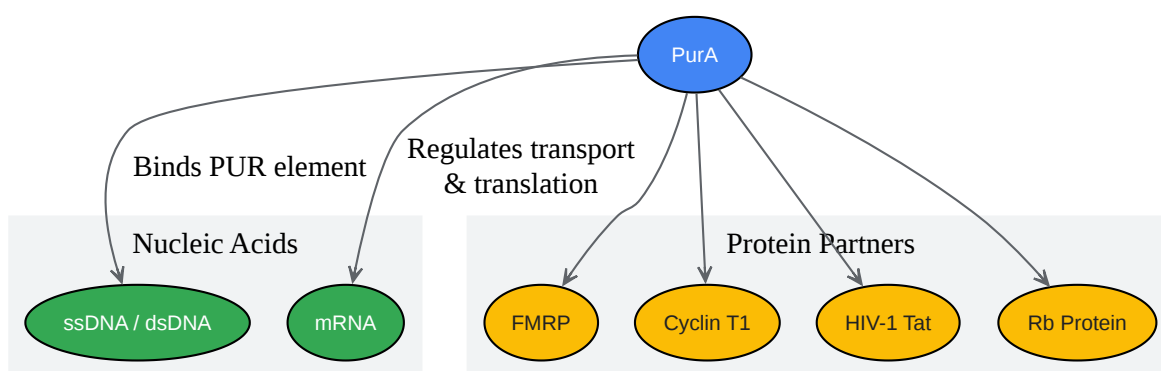 PurA
Binds PUR element
Regulates transport
& translation
Nucleic Acids
Protein Partners
ssDNA / dsDNA
mRNA
FMRP
Cyclin T1
HIV-1 Tat
Rb Protein